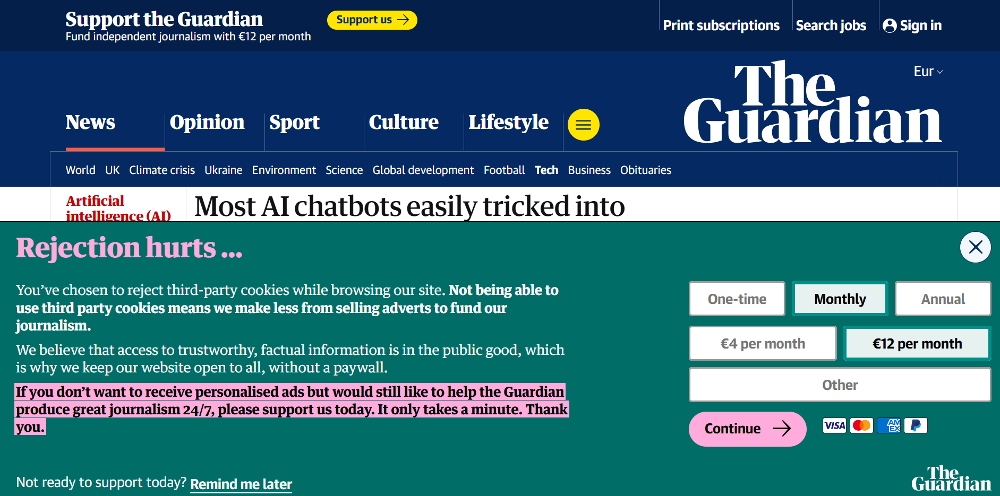 Support the Guardian
Fund independent journalism with €12 per month
Support us
Print subscriptions
Search jobs
Sign in
Eur
The
Guardian
News
Opinion
Sport
Culture
Lifestyle
World UK Climate crisis Ukraine Environment Science Global development Football Tech Business Obituaries
Artificial
intelligence (AI)
Most AI chatbots easily tricked into
Rejection hurts ...
You’ve chosen to reject third-party cookies while browsing our site. Not being able to
use third party cookies means we make less from selling adverts to fund our
journalism.
We believe that access to trustworthy, factual information is in the public good, which
is why we keep our website open to all, without a paywall.
If you don’t want to receive personalised ads but would still like to help the Guardian
produce great journalism 24/7, please support us today. It only takes a minute. Thank
you.
One-time
Monthly
Annual
€4 per month
€12 per month
Other
Continue
VISA
AM
EX
Not ready to support today? Remind me later
The
Guardian